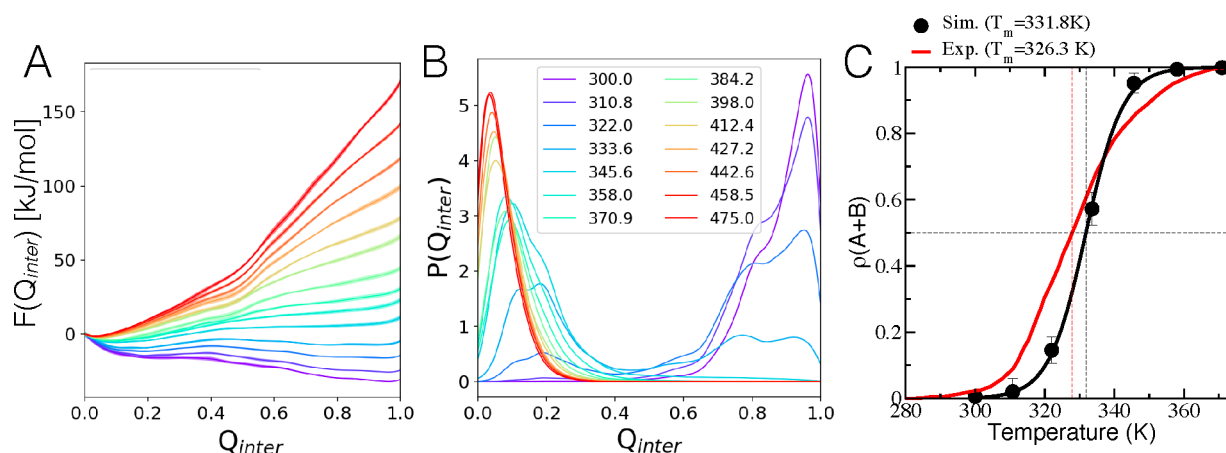 A
F(Q_inter) [kJ/mol]
150
100
50
0
0.0 0.2 0.4 0.6 0.8 1.0
Q_inter
B
P(Q_inter)
5
4
3
2
1
0
300.0 384.2
310.8 398.0
322.0 412.4
333.6 427.2
345.6 442.6
358.0 458.5
370.9 475.0
0.0 0.2 0.4 0.6 0.8 1.0
Q_inter
Sim. (T_m=331.8K)
Exp. (T_m=326.3 K)
C
ρ(A+B)
1
0.8
0.6
0.4
0.2
0
280 300 320 340 360
Temperature (K)